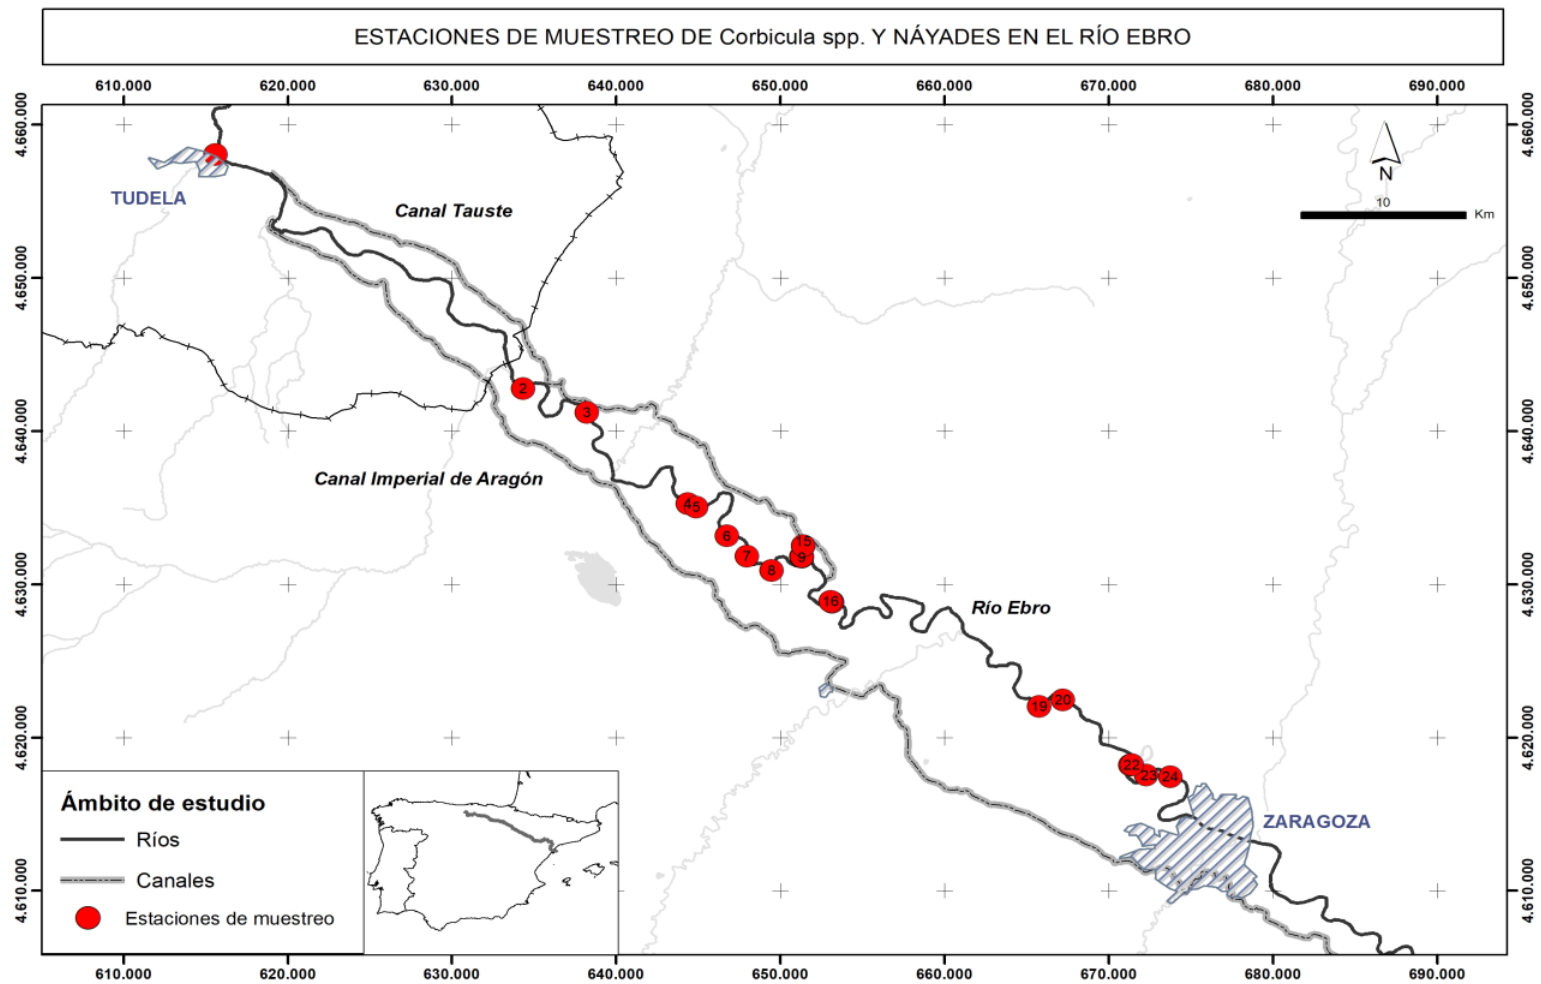 ESTACIONES DE MUESTREO DE Corbicula spp. Y NÁYADES EN EL RÍO EBRO
610.000 620.000 630.000 640.000 650.000 660.000 670.000 680.000 690.000
4.660.000 4.660.000
N
TUDELA
10
Km
Canal Tauste
4.650.000 4.650.000
2
3
4.640.000 4.640.000
Canal Imperial de Aragón
4 5
6
15
7
9
8
4.630.000 4.630.000
16
Río Ebro
20
19
4.620.000 4.620.000
22
23 24
Ámbito de estudio
ZARAGOZA
Ríos
Canales
4.610.000 4.610.000
Estaciones de muestreo
610.000 620.000 630.000 640.000 650.000 660.000 670.000 680.000 690.000